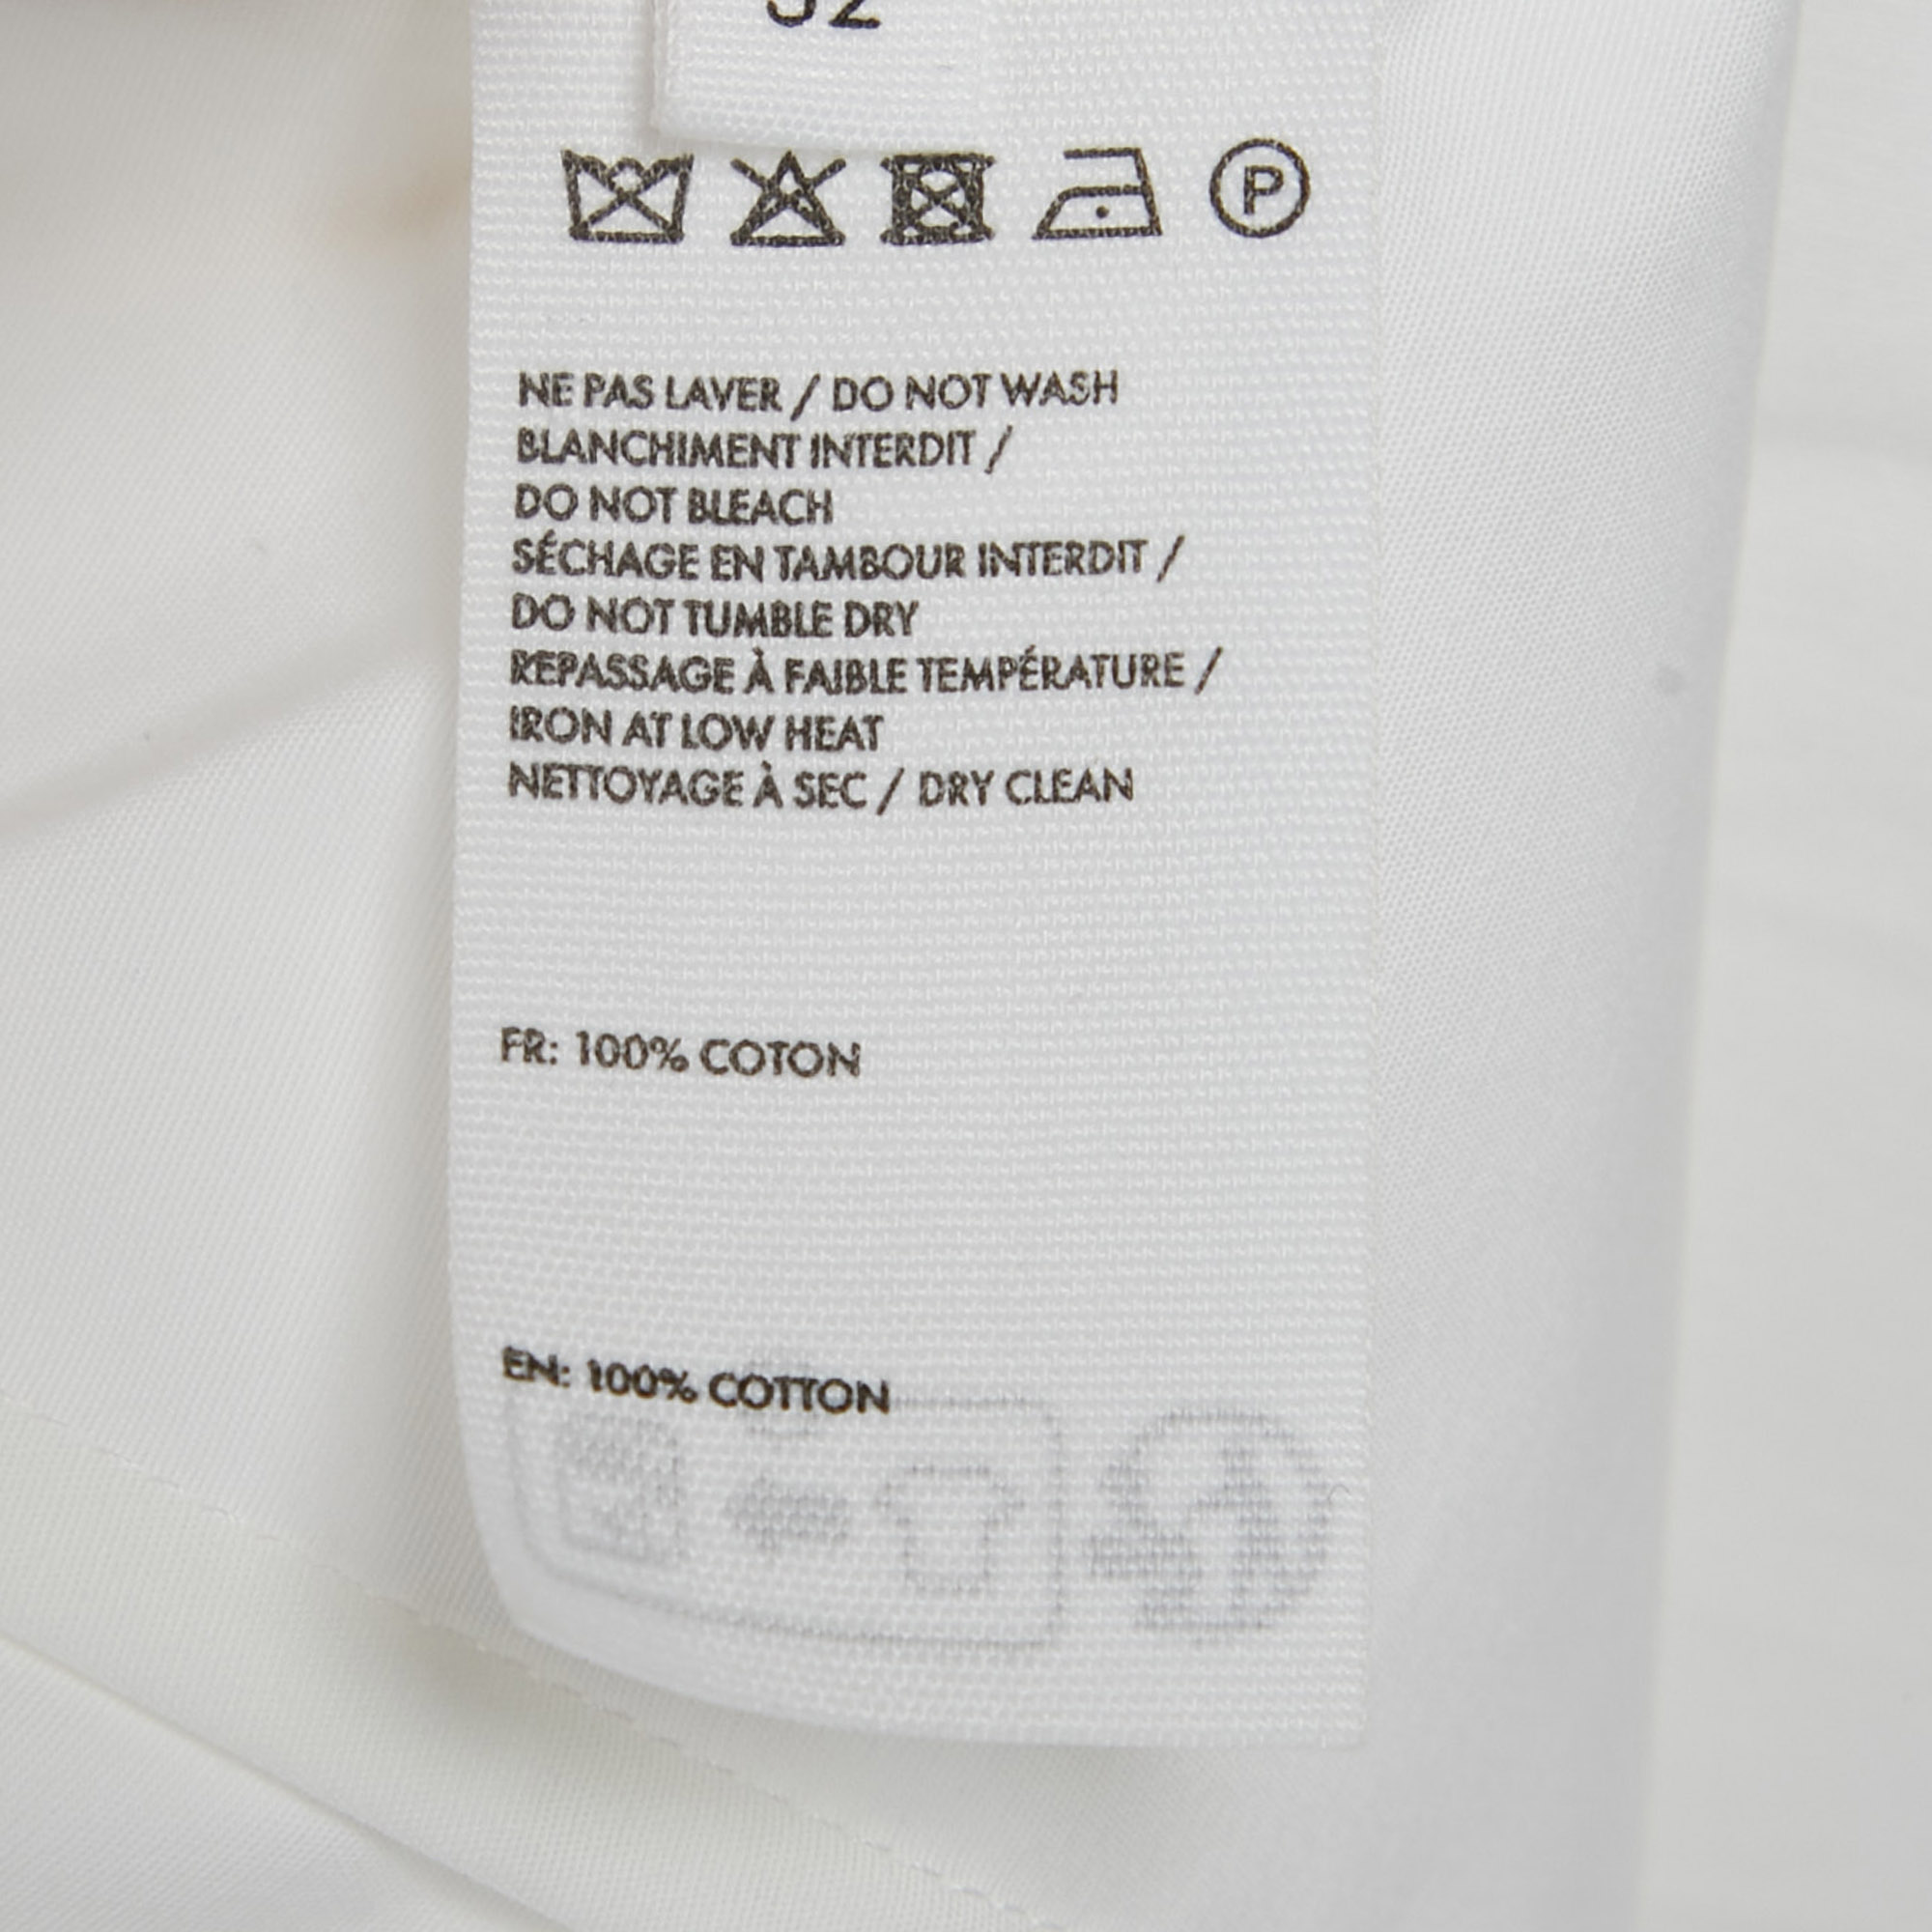 P
NE PAS LAVER / DO NOT WASH
BLANCHIMENT INTERDIT /
DO NOT BLEACH
SÉCHAGE EN TAMBOUR INTERDIT /
DO NOT TUMBLE DRY
REPASSAGE À FAIBLE TEMPÉRATURE /
IRON AT LOW HEAT
NETTOYAGE À SEC / DRY CLEAN
FR: 100% COTON
EN: 100% COTTON